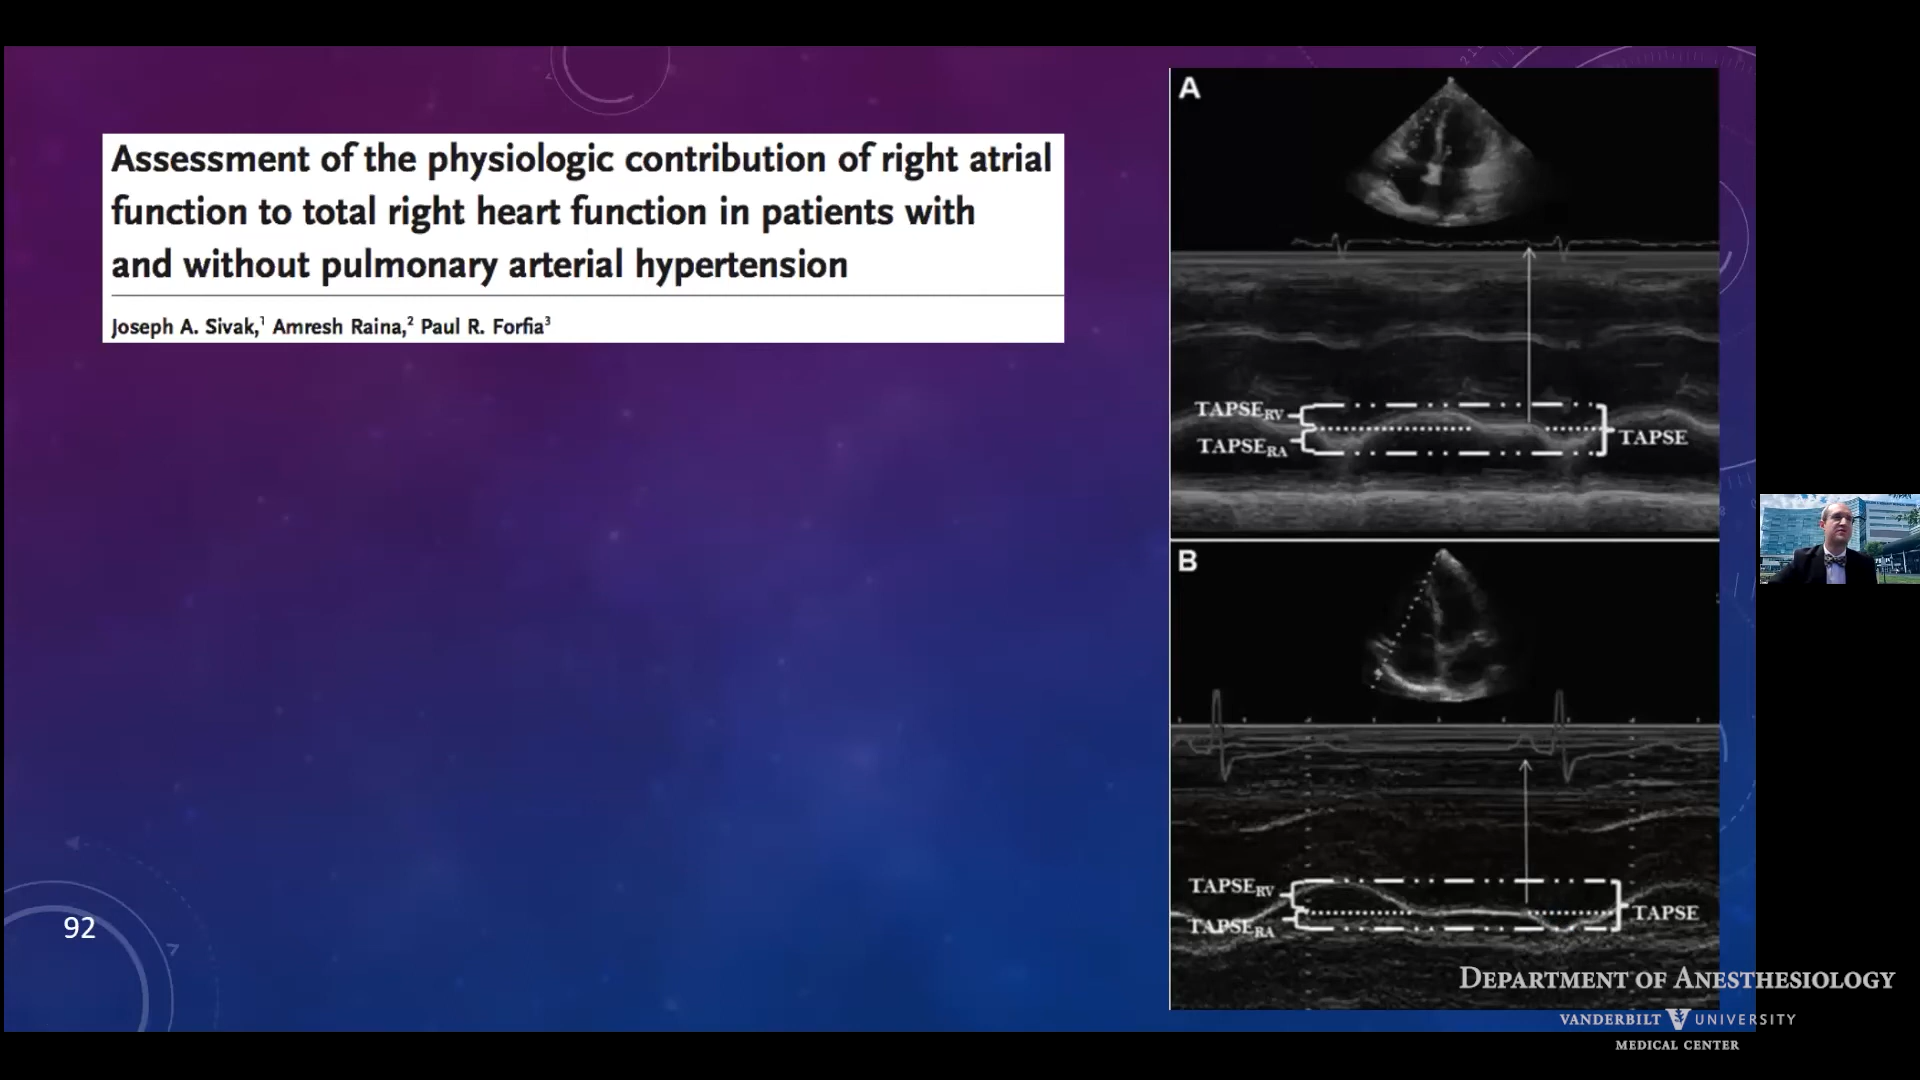 Assessment of the physiologic contribution of right atrial
function to total right heart function in patients with
and without pulmonary arterial hypertension
Joseph A. Sivak,1 Amresh Raina,2 Paul R. Forfia3
92
A
TAPSERV
TAPSERA
TAPSE
B
TAPSERV
TAPSERA
TAPSE
DEPARTMENT OF ANESTHESIOLOGY
VANDERBILT V UNIVERSITY
MEDICAL CENTER